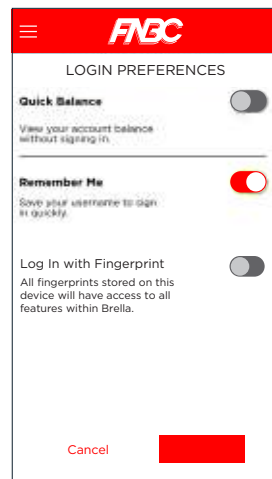 FNBC
LOGIN PREFERENCES
Quick Balance
View your account balance
without signing in.
Remember Me
Save your username to sign
in quickly.
Log In with Fingerprint
All fingerprints stored on this
device will have access to all
features within Brella.
Cancel